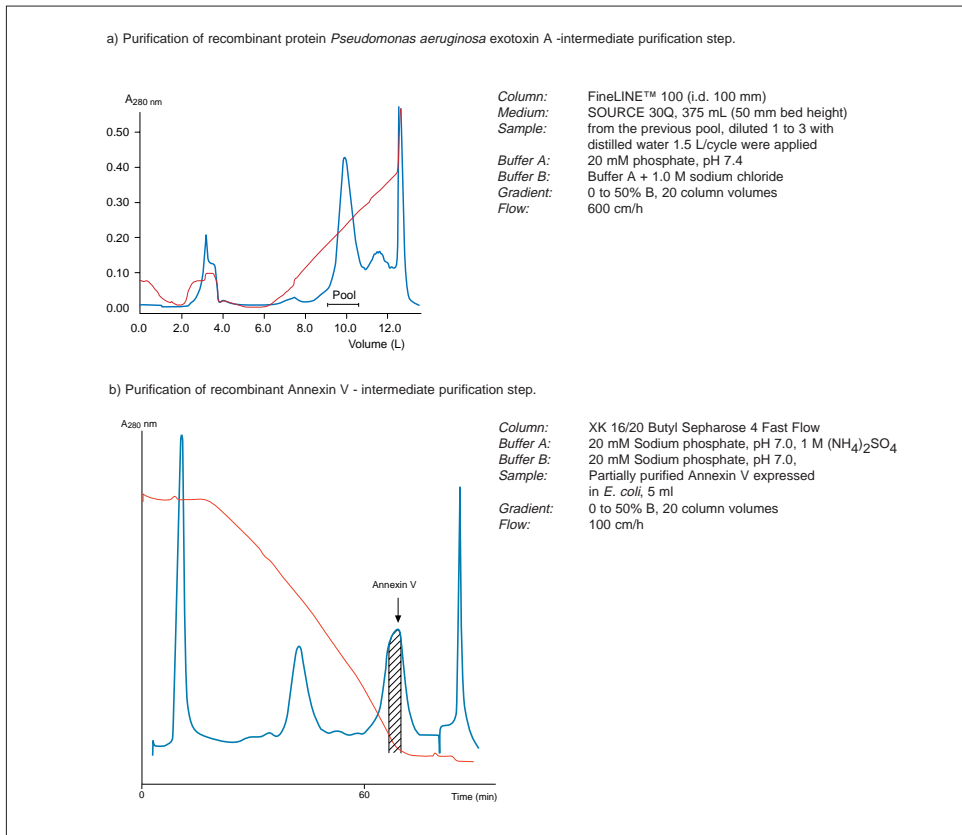 a) Purification of recombinant protein Pseudomonas aeruginosa exotoxin A -intermediate purification step.
A280 nm
0.50
0.40
0.30
0.20
0.10
0.00
Pool
0.0 2.0 4.0 6.0 8.0 10.0 12.0
Volume (L)
Column: FineLINE™ 100 (i.d. 100 mm)
Medium: SOURCE 30Q, 375 mL (50 mm bed height)
Sample: from the previous pool, diluted 1 to 3 with
distilled water 1.5 L/cycle were applied
Buffer A: 20 mM phosphate, pH 7.4
Buffer B: Buffer A + 1.0 M sodium chloride
Gradient: 0 to 50% B, 20 column volumes
Flow: 600 cm/h
b) Purification of recombinant Annexin V - intermediate purification step.
A280 nm
Annexin V
0 60 Time (min)
Column: XK 16/20 Butyl Sepharose 4 Fast Flow
Buffer A: 20 mM Sodium phosphate, pH 7.0, 1 M (NH4)2SO4
Buffer B: 20 mM Sodium phosphate, pH 7.0,
Sample: Partially purified Annexin V expressed
in E. coli, 5 ml
Gradient: 0 to 50% B, 20 column volumes
Flow: 100 cm/h